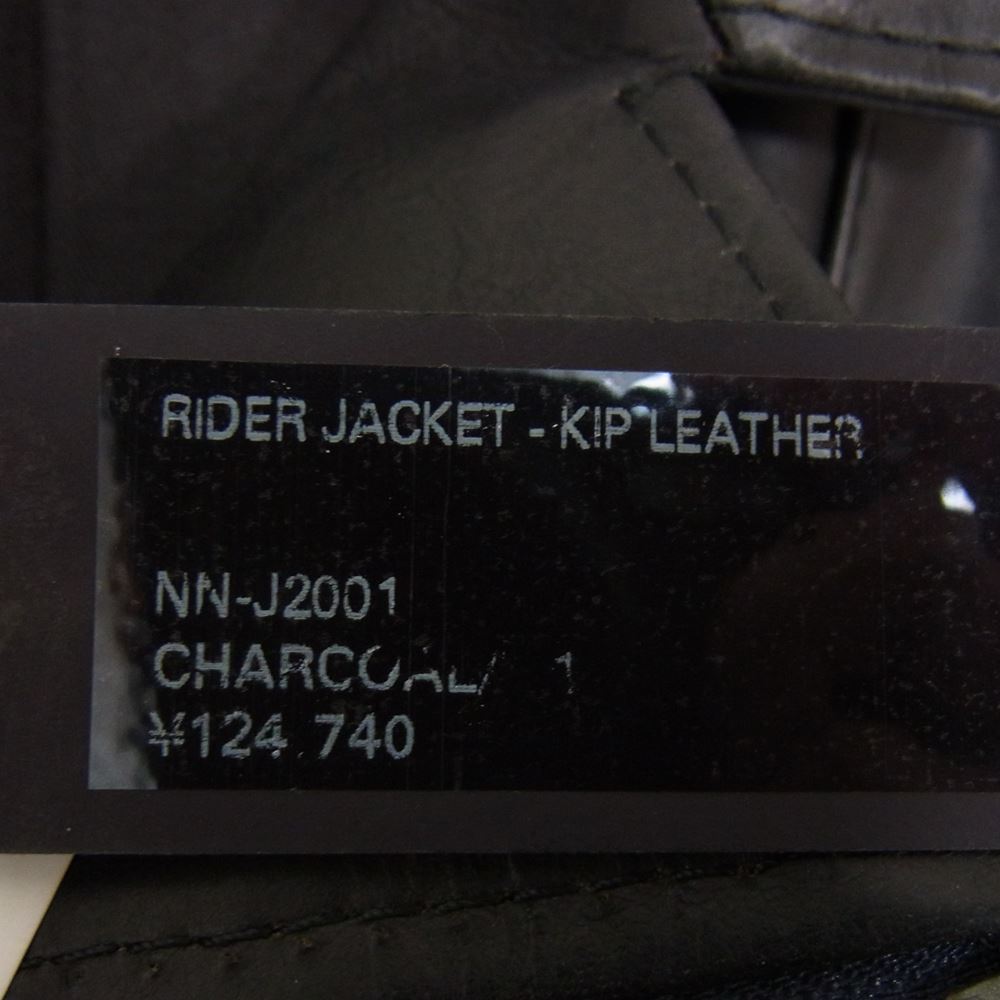 RIDER JACKET - KIP LEATHER
NN-J2001
CHARCOAL/ 1
¥124,740